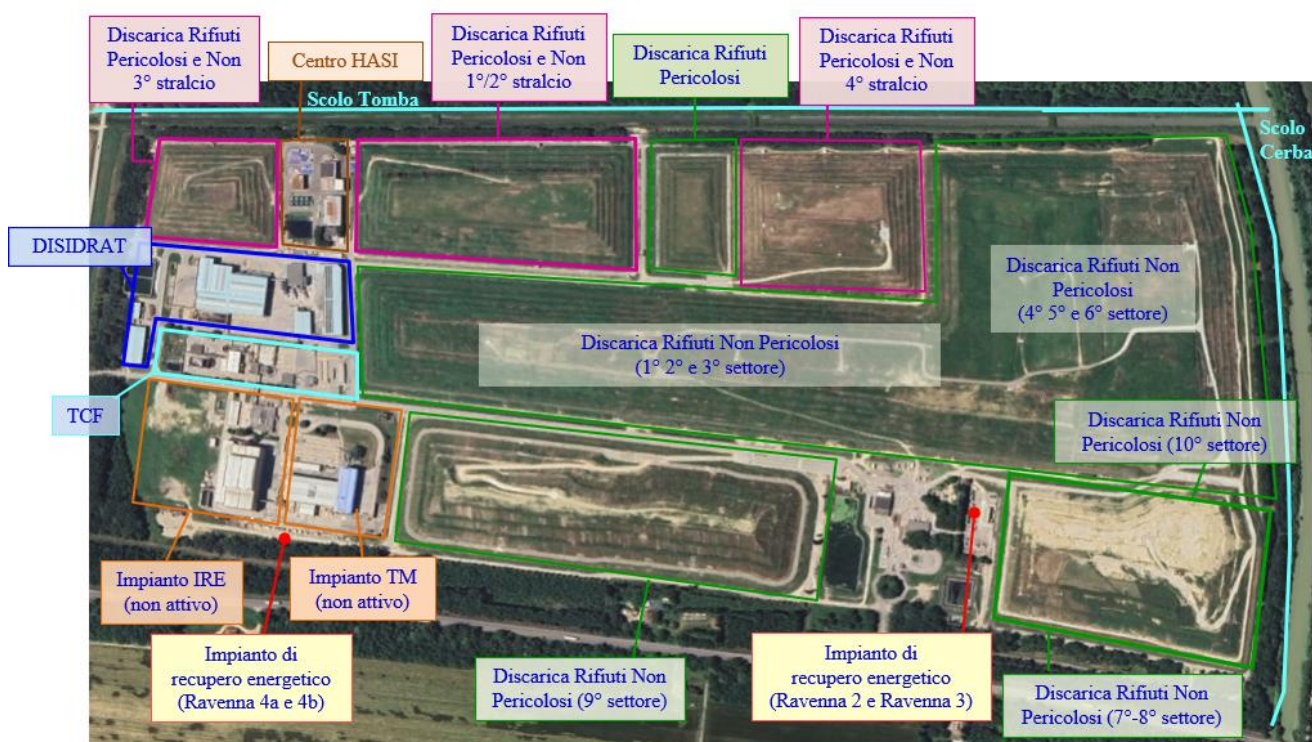 Discarica Rifiuti
Pericolosi e Non
3° stralcio
Centro HASI
Discarica Rifiuti
Pericolosi e Non
1°/2° stralcio
Discarica Rifiuti
Pericolosi
Discarica Rifiuti
Pericolosi e Non
4° stralcio
Scolo Tomba
Scolo
Cerba
DISIDRAT
Discarica Rifiuti Non
Pericolosi
(4° 5° e 6° settore)
Discarica Rifiuti Non Pericolosi
(1° 2° e 3° settore)
TCF
Discarica Rifiuti Non
Pericolosi (10° settore)
Impianto IRE
(non attivo)
Impianto TM
(non attivo)
Impianto di
recupero energetico
(Ravenna 4a e 4b)
Discarica Rifiuti Non
Pericolosi (9° settore)
Impianto di
recupero energetico
(Ravenna 2 e Ravenna 3)
Discarica Rifiuti Non
Pericolosi (7°-8° settore)